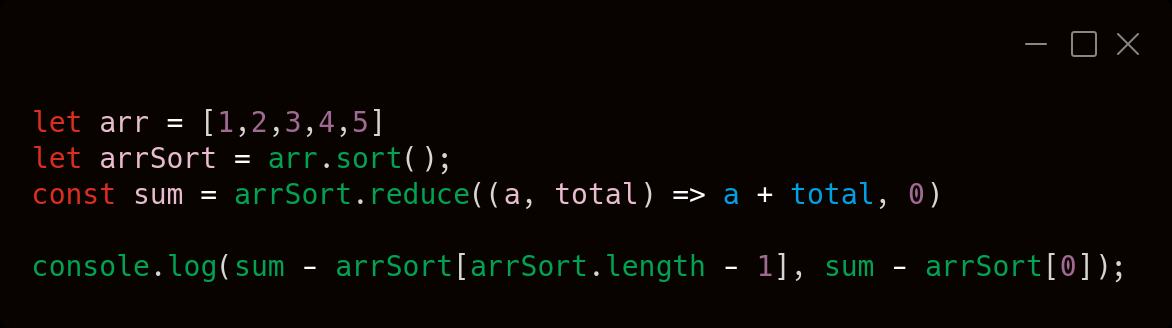 let arr = [1,2,3,4,5]
let arrSort = arr.sort();
const sum = arrSort.reduce((a, total) => a + total, 0)
console.log(sum - arrSort[arrSort.length - 1], sum - arrSort[0]);